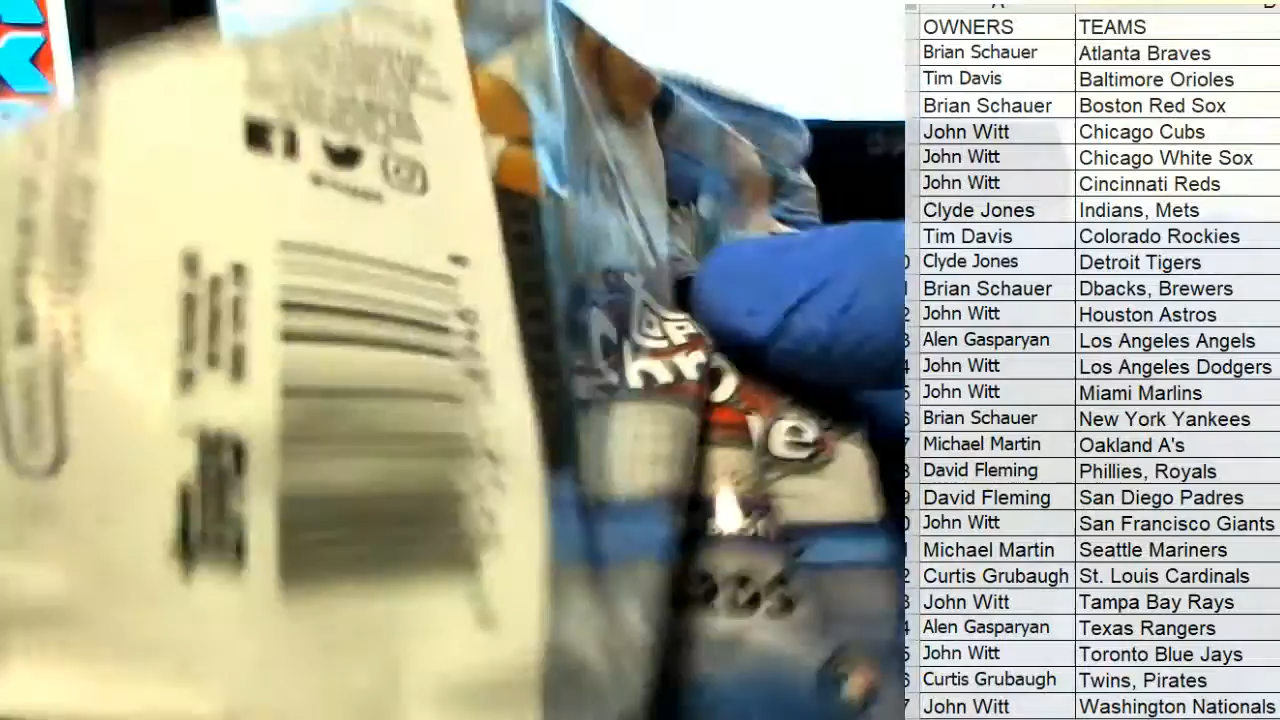 OWNERS TEAMS
Brian Schauer Atlanta Braves
Tim Davis Baltimore Orioles
Brian Schauer Boston Red Sox
John Witt Chicago Cubs
John Witt Chicago White Sox
John Witt Cincinnati Reds
Clyde Jones Indians, Mets
Tim Davis Colorado Rockies
Clyde Jones Detroit Tigers
Brian Schauer Dbacks, Brewers
John Witt Houston Astros
Alen Gasparyan Los Angeles Angels
John Witt Los Angeles Dodgers
John Witt Miami Marlins
Brian Schauer New York Yankees
Michael Martin Oakland A's
David Fleming Phillies, Royals
David Fleming San Diego Padres
John Witt San Francisco Giants
Michael Martin Seattle Mariners
Curtis Grubaugh St. Louis Cardinals
John Witt Tampa Bay Rays
Alen Gasparyan Texas Rangers
John Witt Toronto Blue Jays
Curtis Grubaugh Twins, Pirates
John Witt Washington Nationals
Chrome